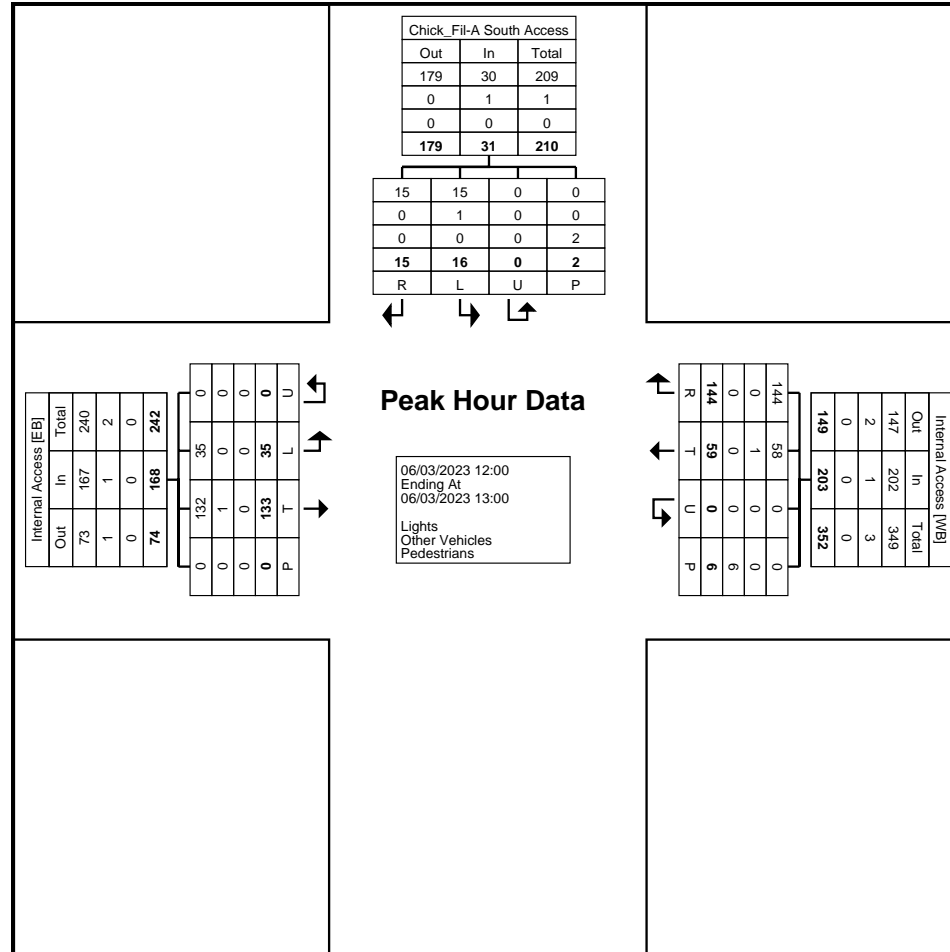 Chick_Fil-A South Access
Out In Total
179 30 209
0 1 1
0 0 0
179 31 210
15 15 0 0
0 1 0 0
0 0 0 2
15 16 0 2
R L U P
Peak Hour Data
06/03/2023 12:00
Ending At
06/03/2023 13:00
Lights
Other Vehicles
Pedestrians
Internal Access [EB]
Out In Total
73 167 240
1 1 2
0 0 0
74 168 242
0 132 35 0
0 1 0 0
0 0 0 0
0 133 35 0
P T L U
Internal Access [WB]
Out In Total
147 202 349
2 1 3
0 0 0
149 203 352
144 58 0 0
0 1 0 0
0 0 0 6
144 59 0 6
R T U P